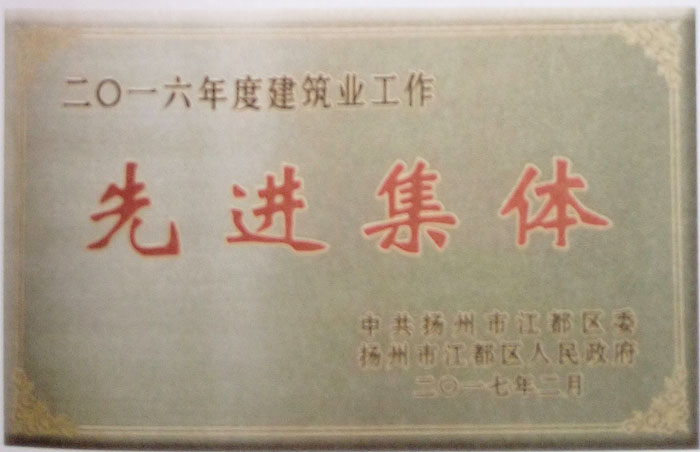 二〇一六年度建筑业工作
先进集体
中共扬州市江都区委
扬州市江都区人民政府
二〇一七年二月